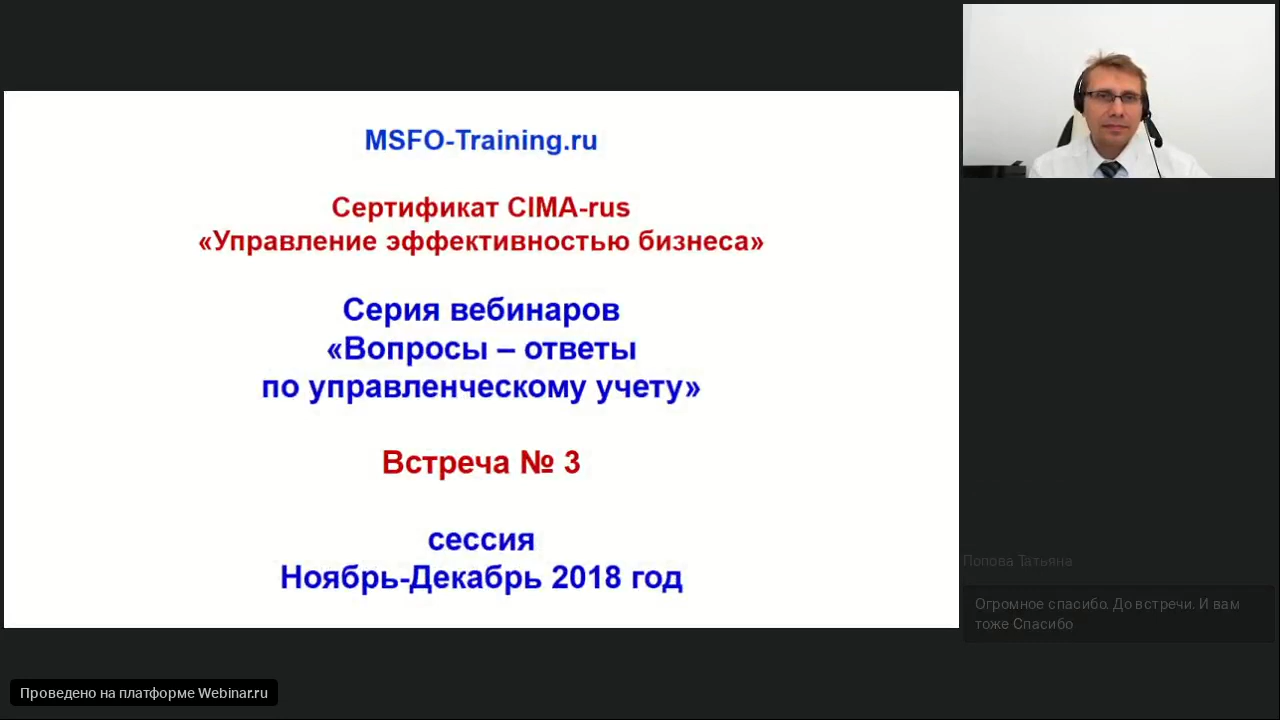 MSFO-Training.ru
Сертификат CIMA-rus
«Управление эффективностью бизнеса»
Серия вебинаров
«Вопросы – ответы
по управленческому учету»
Встреча № 3
сессия
Ноябрь-Декабрь 2018 год
Попова Татьяна
Огромное спасибо. До встречи. И вам
тоже Спасибо
Проведено на платформе Webinar.ru